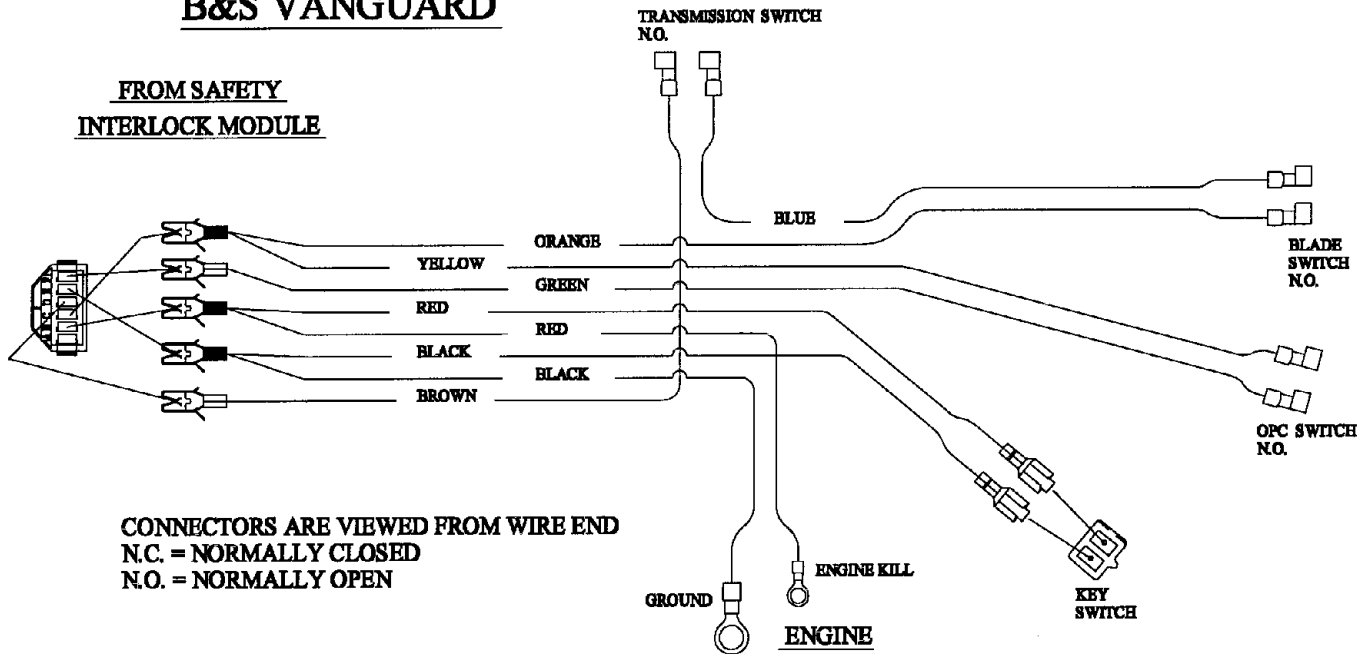 B&S VANGUARD
TRANSMISSION SWITCH
N.O.
FROM SAFETY
INTERLOCK MODULE
BLUE
ORANGE
YELLOW
GREEN
RED
RED
BLACK
BLACK
BROWN
BLADE
SWITCH
N.O.
OPC SWITCH
N.O.
CONNECTORS ARE VIEWED FROM WIRE END
N.C. = NORMALLY CLOSED
N.O. = NORMALLY OPEN
GROUND
ENGINE KILL
ENGINE
KEY
SWITCH